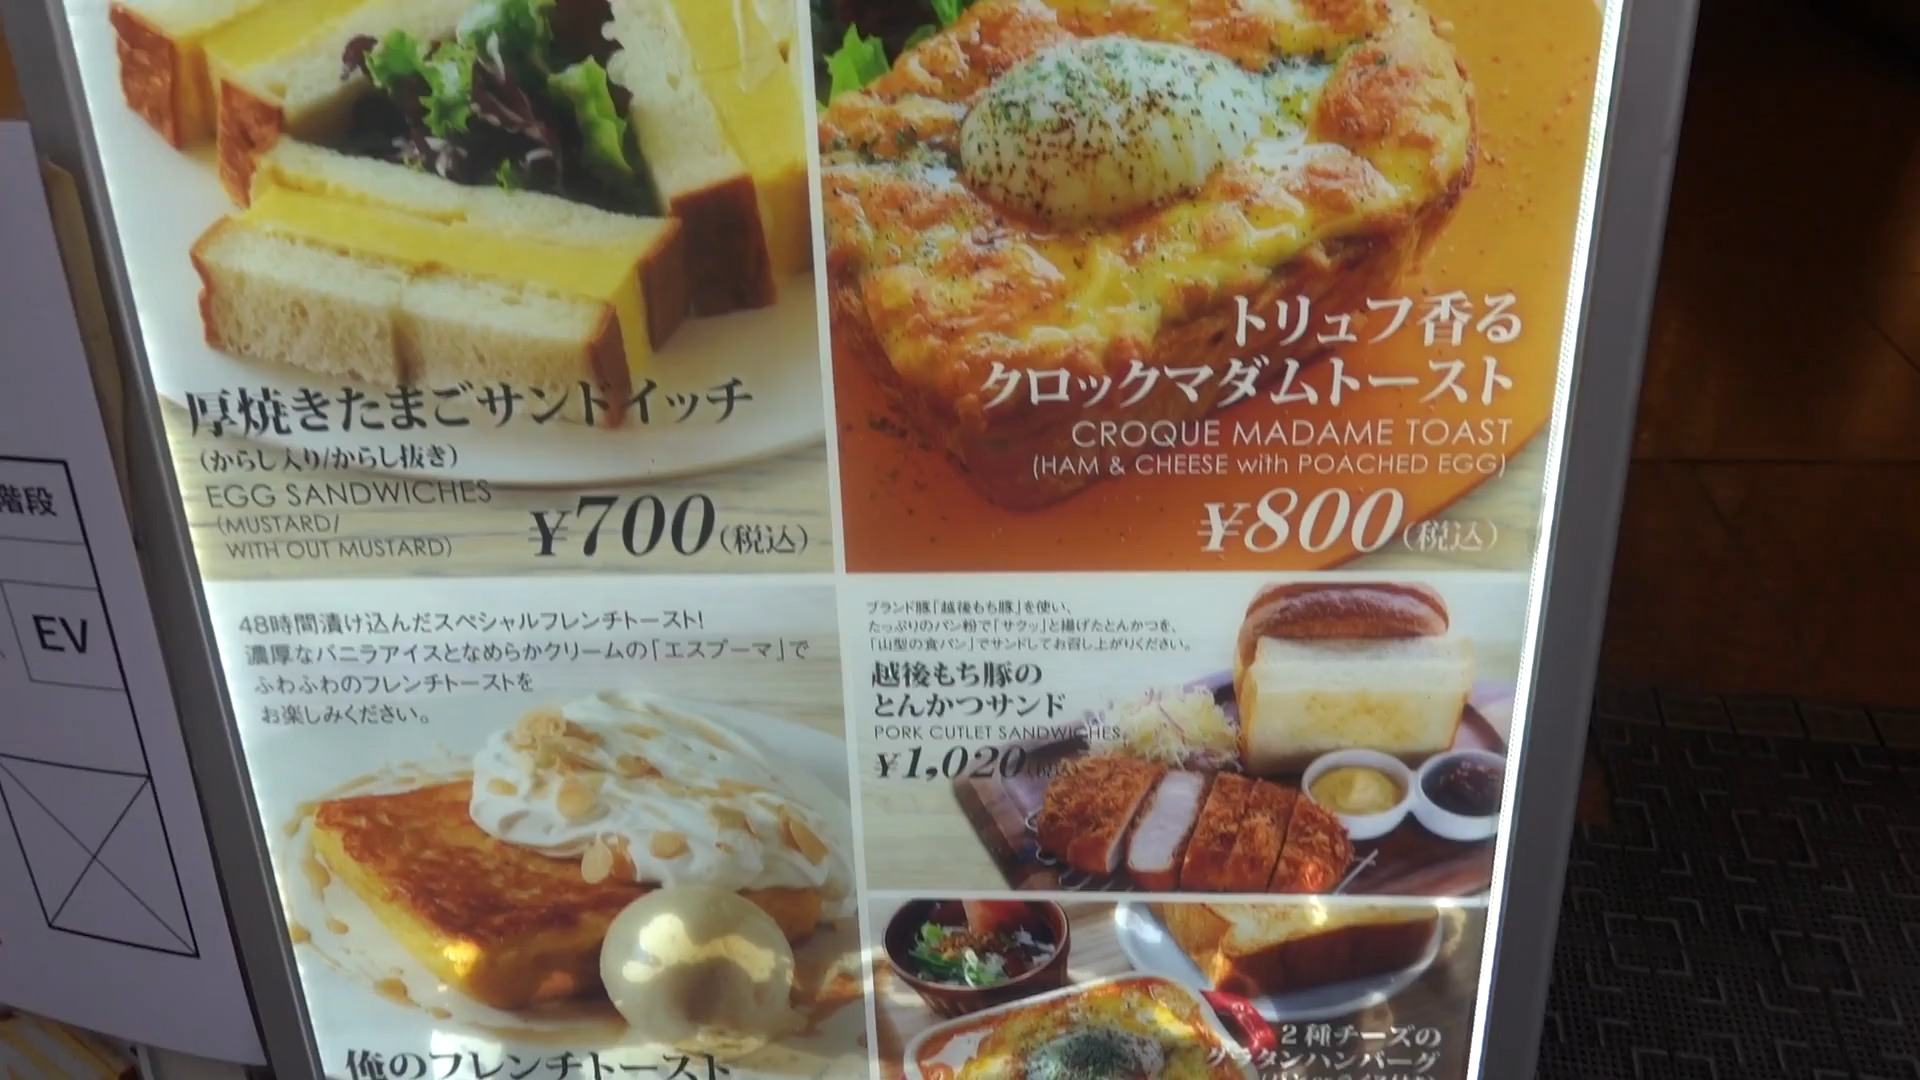 厚焼きたまごサンドイッチ
(からし入り/からし抜き)
EGG SANDWICHES
(MUSTARD/
WITH OUT MUSTARD)
¥700(税込)
トリュフ香る
クロックマダムトースト
CROQUE MADAME TOAST
(HAM & CHEESE with POACHED EGG)
¥800(税込)
48時間漬け込んだスペシャルフレンチトースト!
濃厚なバニラアイスとなめらかクリームの「エスプーマ」で
ふわふわのフレンチトーストを
お楽しみください。
俺のフレンチトースト
ブランド豚「越後もち豚」を使い、
たっぷりのパン粉で「サクッ」と揚げたとんかつを、
「山型の食パン」でサンドしてお召し上がりください。
越後もち豚の
とんかつサンド
PORK CUTLET SANDWICHES
¥1,020(税込)
2種チーズの
グラタンハンバーグ
階段
EV